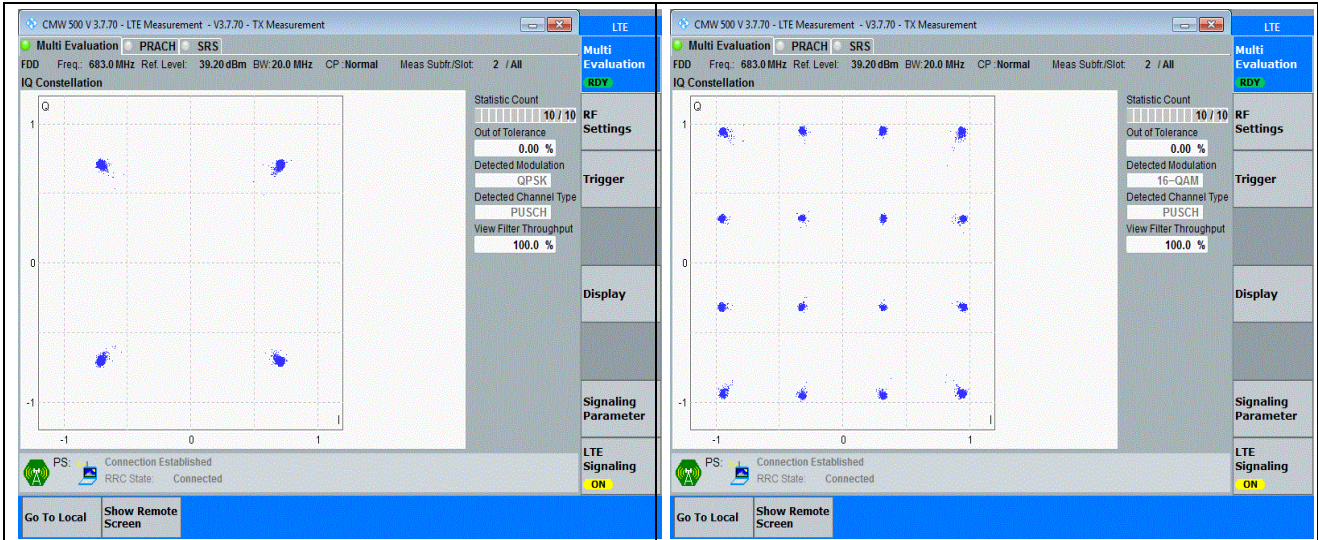 CMW 500 V 3.7.70 - LTE Measurement - V3.7.70 - TX Measurement
LTE
Multi Evaluation PRACH SRS
Multi
Evaluation
RDY
FDD Freq.: 683.0 MHz Ref. Level: 39.20 dBm BW: 20.0 MHz CP :Normal Meas Subfr./Slot: 2 / All
IQ Constellation
Q
1
0
-1
-1 0 1
I
Statistic Count
10 / 10
Out of Tolerance
0.00 %
Detected Modulation
QPSK
Detected Channel Type
PUSCH
View Filter Throughput
100.0 %
RF
Settings
Trigger
Display
Signaling
Parameter
LTE
Signaling
ON
PS: Connection Established
RRC State: Connected
Go To Local
Show Remote
Screen
CMW 500 V 3.7.70 - LTE Measurement - V3.7.70 - TX Measurement
LTE
Multi Evaluation PRACH SRS
Multi
Evaluation
RDY
FDD Freq.: 683.0 MHz Ref. Level: 39.20 dBm BW: 20.0 MHz CP :Normal Meas Subfr./Slot: 2 / All
IQ Constellation
Q
1
0
-1
-1 0 1
I
Statistic Count
10 / 10
Out of Tolerance
0.00 %
Detected Modulation
16-QAM
Detected Channel Type
PUSCH
View Filter Throughput
100.0 %
RF
Settings
Trigger
Display
Signaling
Parameter
LTE
Signaling
ON
PS: Connection Established
RRC State: Connected
Go To Local
Show Remote
Screen